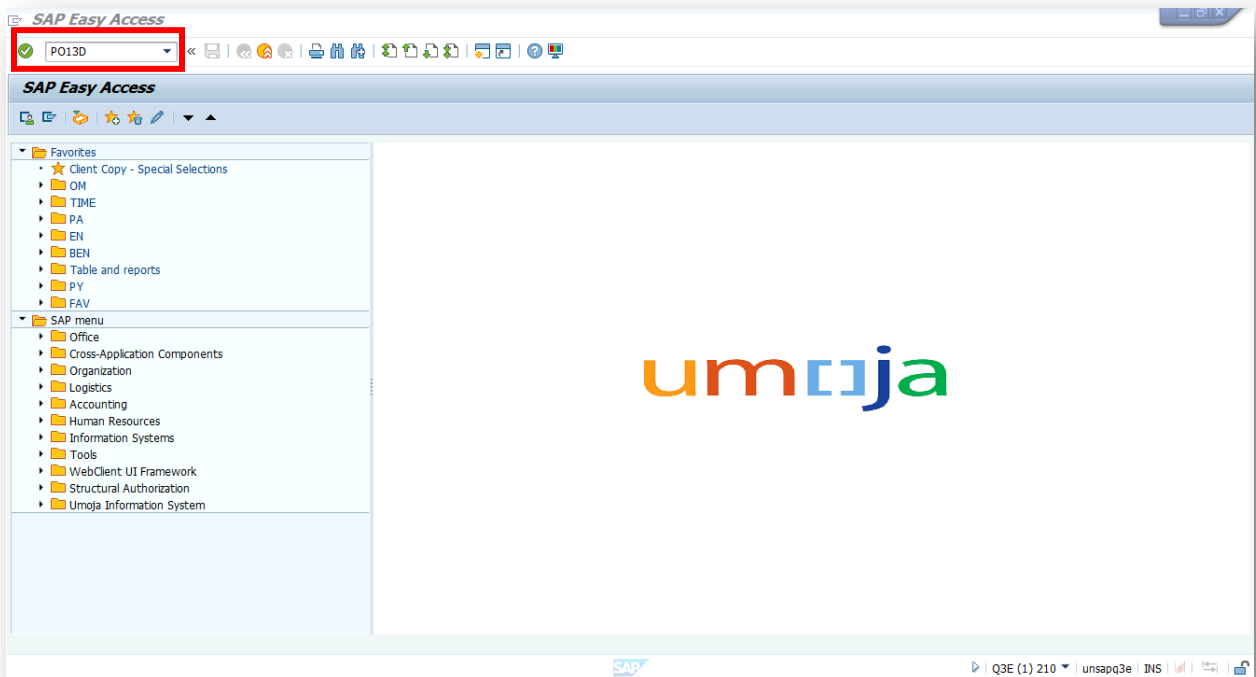 SAP Easy Access
PO13D
SAP Easy Access
Favorites
Client Copy - Special Selections
OM
TIME
PA
EN
BEN
Table and reports
PY
FAV
SAP menu
Office
Cross-Application Components
Organization
Logistics
Accounting
Human Resources
Information Systems
Tools
WebClient UI Framework
Structural Authorization
Umoja Information System
umoja
SAP
Q3E (1) 210
unsapq3e
INS